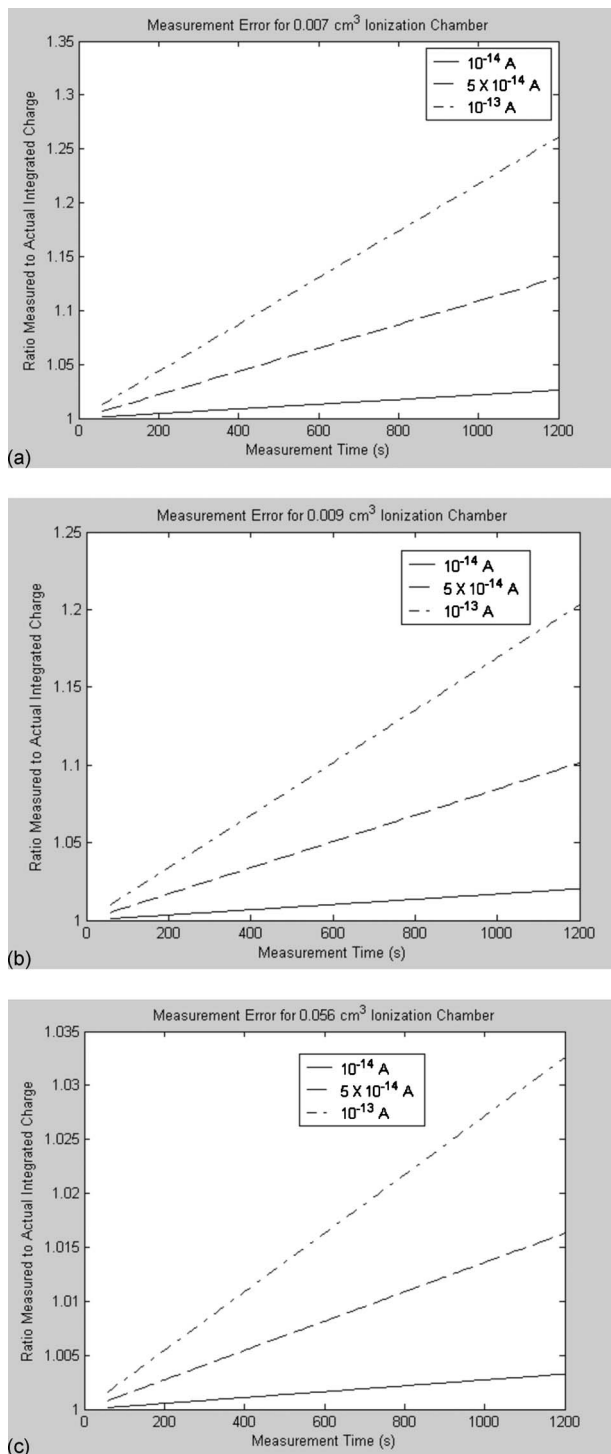 Measurement Error for 0.007 cm³ Ionization Chamber
1.35
1.3
1.25
1.2
1.15
1.1
1.05
1
Ratio Measured to Actual Integrated Charge
10⁻¹⁴ A
5 X 10⁻¹⁴ A
10⁻¹³ A
0 200 400 600 800 1000 1200
Measurement Time (s)
(a)
Measurement Error for 0.009 cm³ Ionization Chamber
1.25
1.2
1.15
1.1
1.05
1
Ratio Measured to Actual Integrated Charge
10⁻¹⁴ A
5 X 10⁻¹⁴ A
10⁻¹³ A
0 200 400 600 800 1000 1200
Measurement Time (s)
(b)
Measurement Error for 0.056 cm³ Ionization Chamber
1.035
1.03
1.025
1.02
1.015
1.01
1.005
1
Ratio Measured to Actual Integrated Charge
10⁻¹⁴ A
5 X 10⁻¹⁴ A
10⁻¹³ A
0 200 400 600 800 1000 1200
Measurement Time (s)
(c)